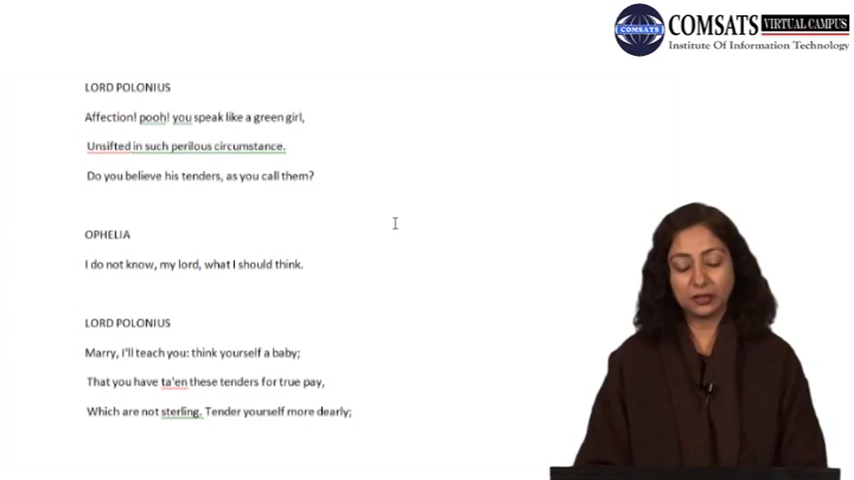 COMSATS VIRTUAL CAMPUS
COMSATS
Institute Of Information Technology
LORD POLONIUS
Affection! pooh! you speak like a green girl,
Unsifted in such perilous circumstance.
Do you believe his tenders, as you call them?
OPHELIA
I do not know, my lord, what I should think.
LORD POLONIUS
Marry, I'll teach you: think yourself a baby;
That you have ta'en these tenders for true pay,
Which are not sterling. Tender yourself more dearly;